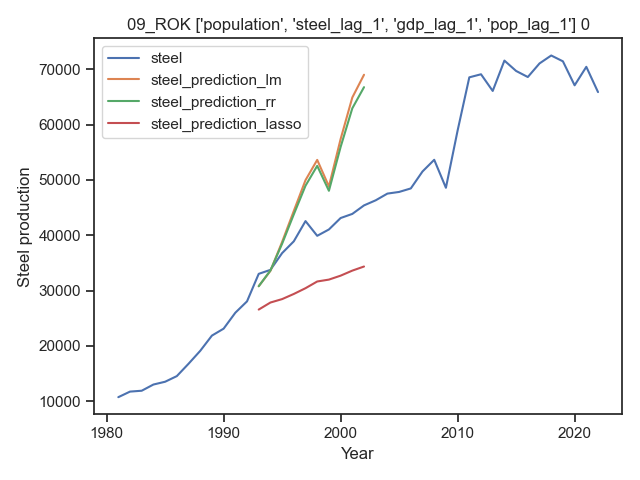 09_ROK ['population', 'steel_lag_1', 'gdp_lag_1', 'pop_lag_1'] 0
steel
steel_prediction_lm
steel_prediction_rr
steel_prediction_lasso
70000
60000
50000
40000
30000
20000
10000
Steel production
1980
1990
2000
2010
2020
Year